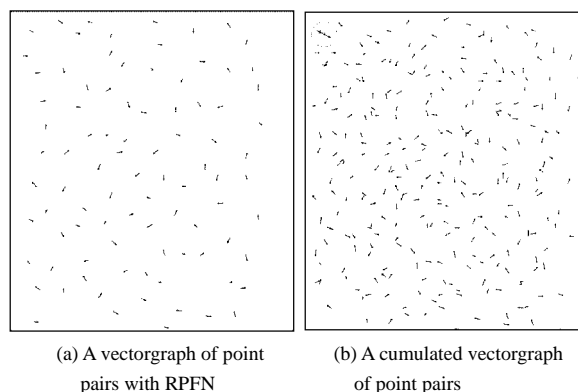 (a) A vectorgraph of point
pairs with RPFN
(b) A cumulated vectorgraph
of point pairs